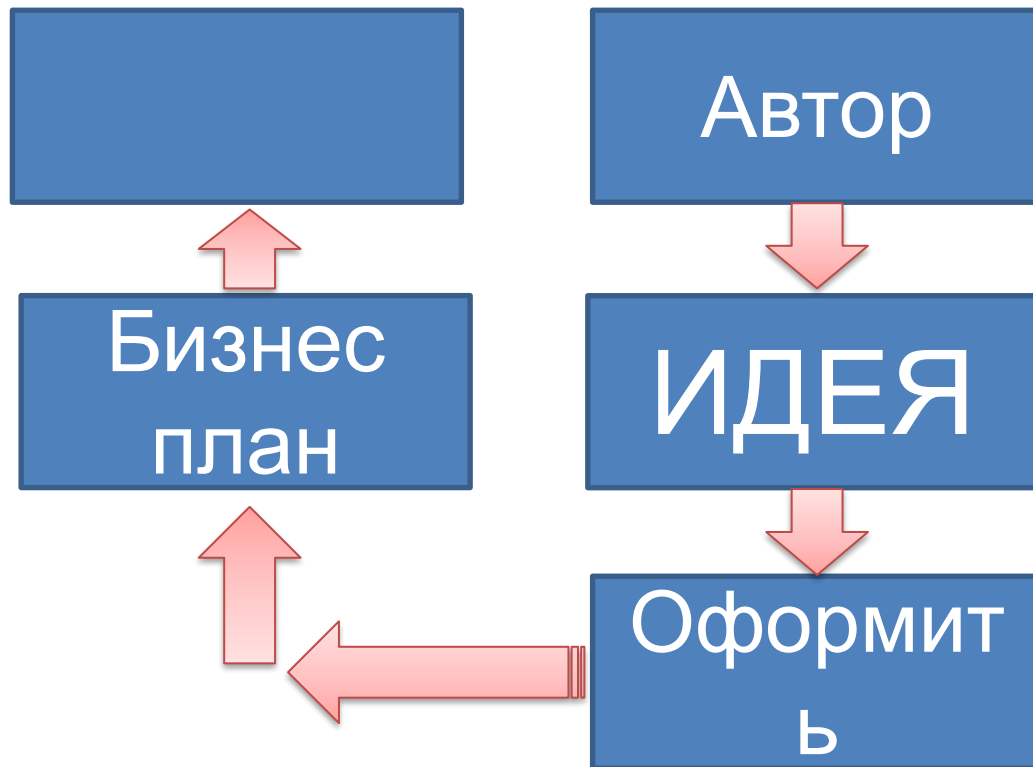 Автор
ИДЕЯ
Оформит
ь
Бизнес
план